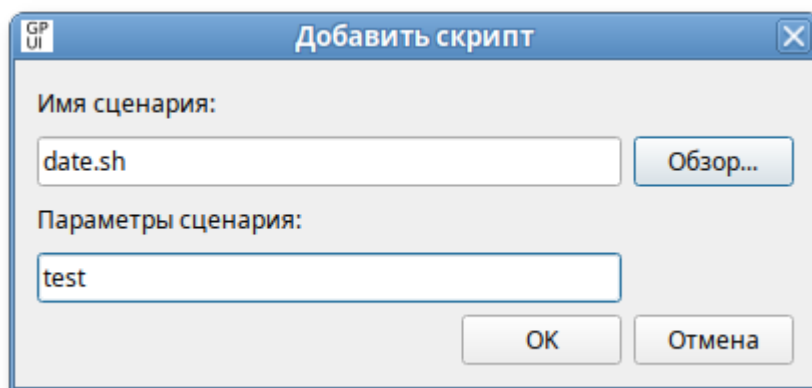 GP
UI
Добавить скрипт
Имя сценария:
date.sh
Обзор...
Параметры сценария:
test
OK
Отмена